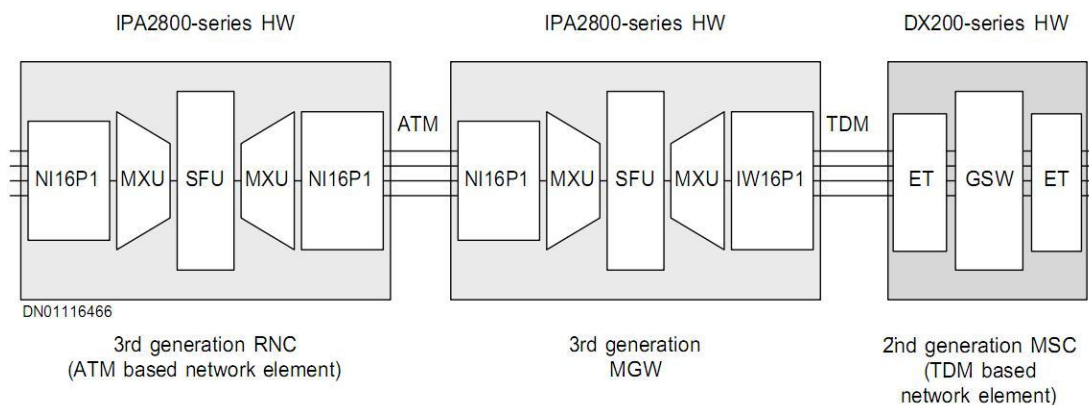 IPA2800-series HW
IPA2800-series HW
DX200-series HW
ATM
TDM
NI16P1
MXU
SFU
MXU
NI16P1
NI16P1
MXU
SFU
MXU
IW16P1
ET
GSW
ET
DN01116466
3rd generation RNC
(ATM based network element)
3rd generation
MGW
2hd generation MSC
(TDM based
network element)